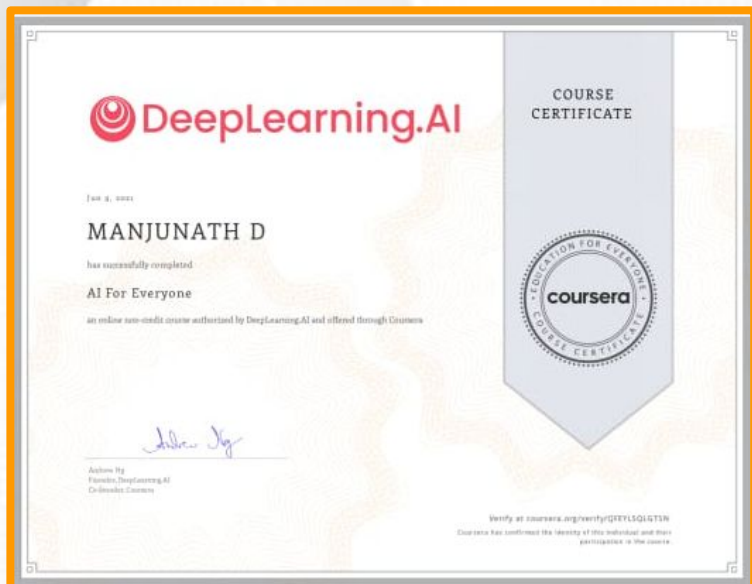 DeepLearning.AI
COURSE
CERTIFICATE
MANJUNATH D
has successfully completed
AI For Everyone
an online non-credit course authorized by DeepLearning.AI and offered through Coursera
EDUCATION FOR EVERYONE
coursera
COURSE CERTIFICATE
Andrew Ng
Andrew Ng
Founder, DeepLearning.AI
Co-founder, Coursera
Verify at coursera.org/verify/
Coursera has confirmed the identity of this individual and their
participation in the course.